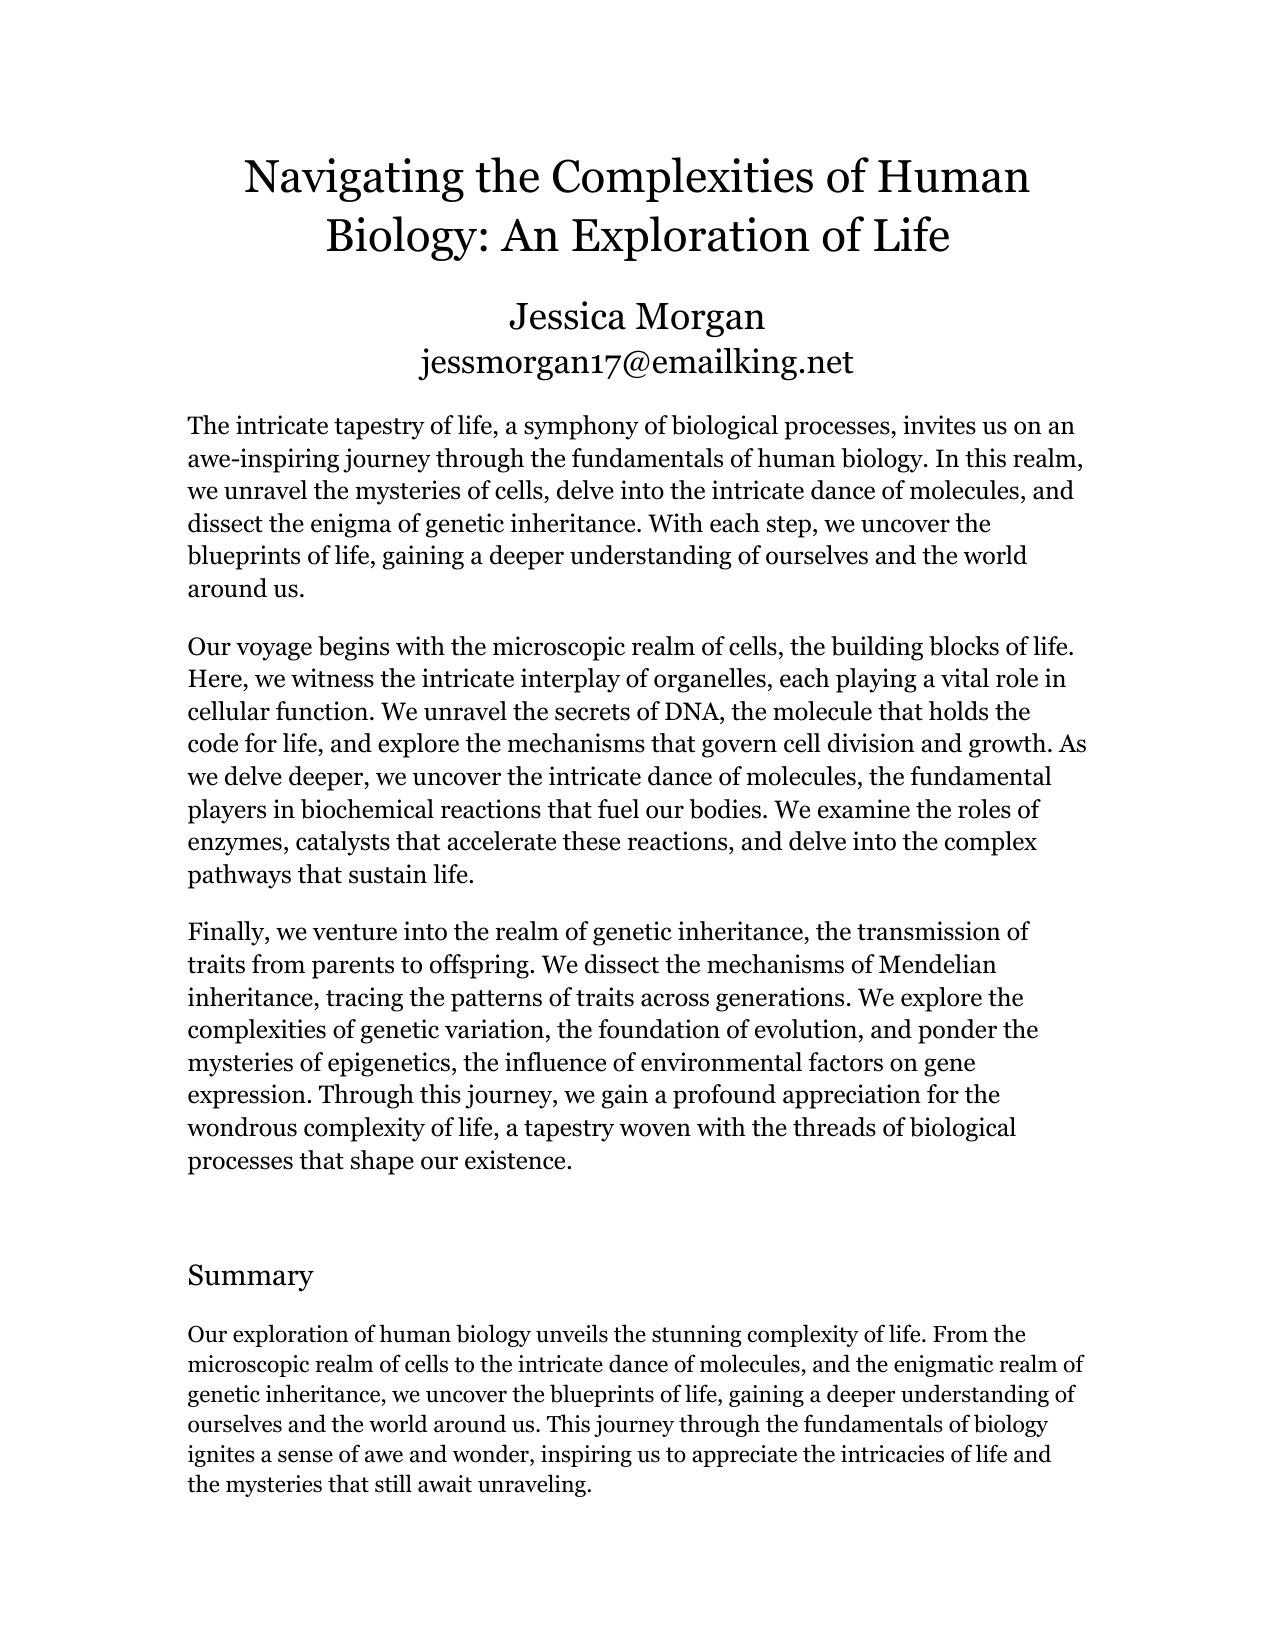 Navigating the Complexities of Human
Biology: An Exploration of Life
Jessica Morgan
jessmorgan17@emailking.net
The intricate tapestry of life, a symphony of biological processes, invites us on an
awe-inspiring journey through the fundamentals of human biology. In this realm,
we unravel the mysteries of cells, delve into the intricate dance of molecules, and
dissect the enigma of genetic inheritance. With each step, we uncover the
blueprints of life, gaining a deeper understanding of ourselves and the world
around us.
Our voyage begins with the microscopic realm of cells, the building blocks of life.
Here, we witness the intricate interplay of organelles, each playing a vital role in
cellular function. We unravel the secrets of DNA, the molecule that holds the
code for life, and explore the mechanisms that govern cell division and growth. As
we delve deeper, we uncover the intricate dance of molecules, the fundamental
players in biochemical reactions that fuel our bodies. We examine the roles of
enzymes, catalysts that accelerate these reactions, and delve into the complex
pathways that sustain life.
Finally, we venture into the realm of genetic inheritance, the transmission of
traits from parents to offspring. We dissect the mechanisms of Mendelian
inheritance, tracing the patterns of traits across generations. We explore the
complexities of genetic variation, the foundation of evolution, and ponder the
mysteries of epigenetics, the influence of environmental factors on gene
expression. Through this journey, we gain a profound appreciation for the
wondrous complexity of life, a tapestry woven with the threads of biological
processes that shape our existence.
Summary
Our exploration of human biology unveils the stunning complexity of life. From the
microscopic realm of cells to the intricate dance of molecules, and the enigmatic realm of
genetic inheritance, we uncover the blueprints of life, gaining a deeper understanding of
ourselves and the world around us. This journey through the fundamentals of biology
ignites a sense of awe and wonder, inspiring us to appreciate the intricacies of life and
the mysteries that still await unraveling.